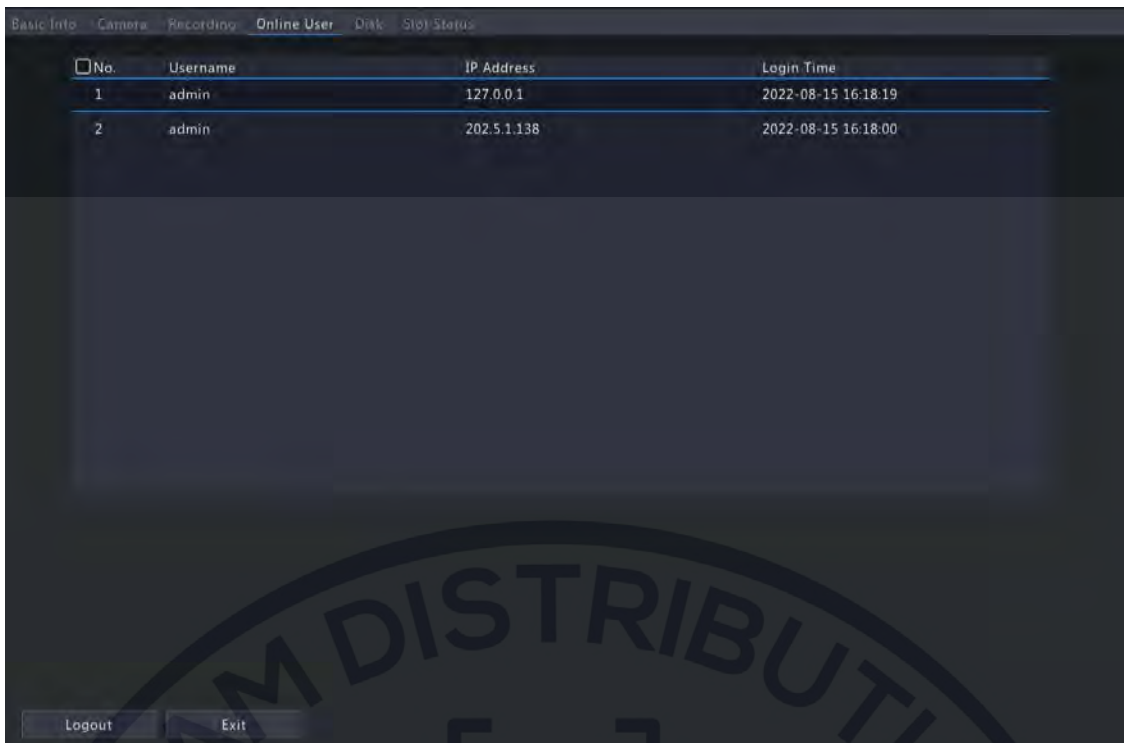 Basic Info Camera Recording Online User Disk Slot Status
No. Username IP Address Login Time
1 admin 127.0.0.1 2022-08-15 16:18:19
2 admin 202.5.1.138 2022-08-15 16:18:00
M DISTRIBUTI
Logout Exit